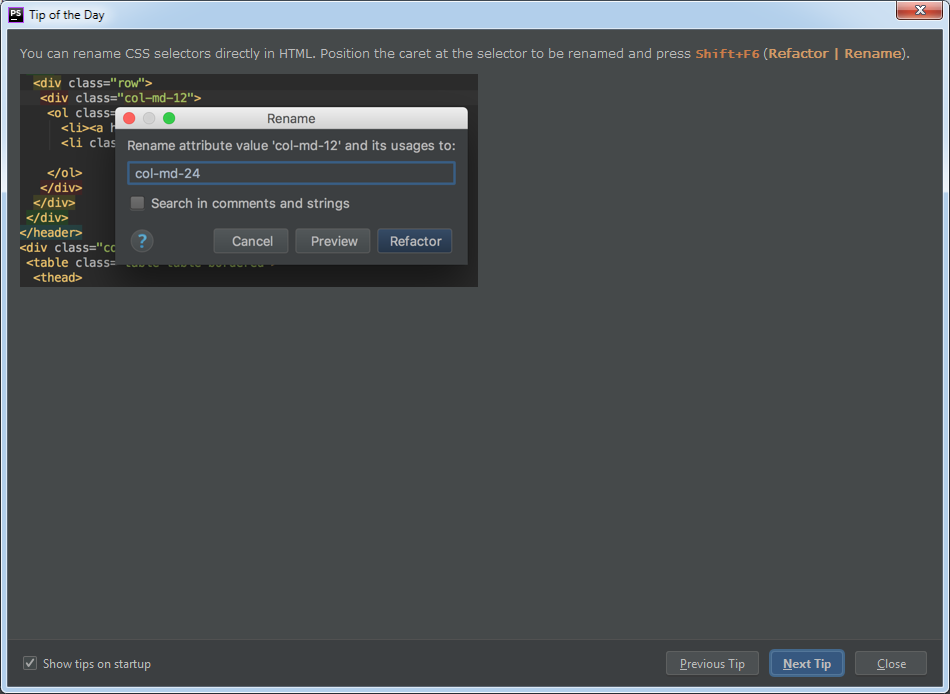 PS Tip of the Day
You can rename CSS selectors directly in HTML. Position the caret at the selector to be renamed and press Shift+F6 (Refactor | Rename).
<div class="row">
<div class="col-md-12">
<ol clas
<li><a
<li clas
</ol>
</div>
</div>
</div>
</header>
<div class="co
<table class="table table-bordered">
<thead>
Rename
Rename attribute value 'col-md-12' and its usages to:
col-md-24
Search in comments and strings
?
Cancel
Preview
Refactor
Show tips on startup
Previous Tip
Next Tip
Close